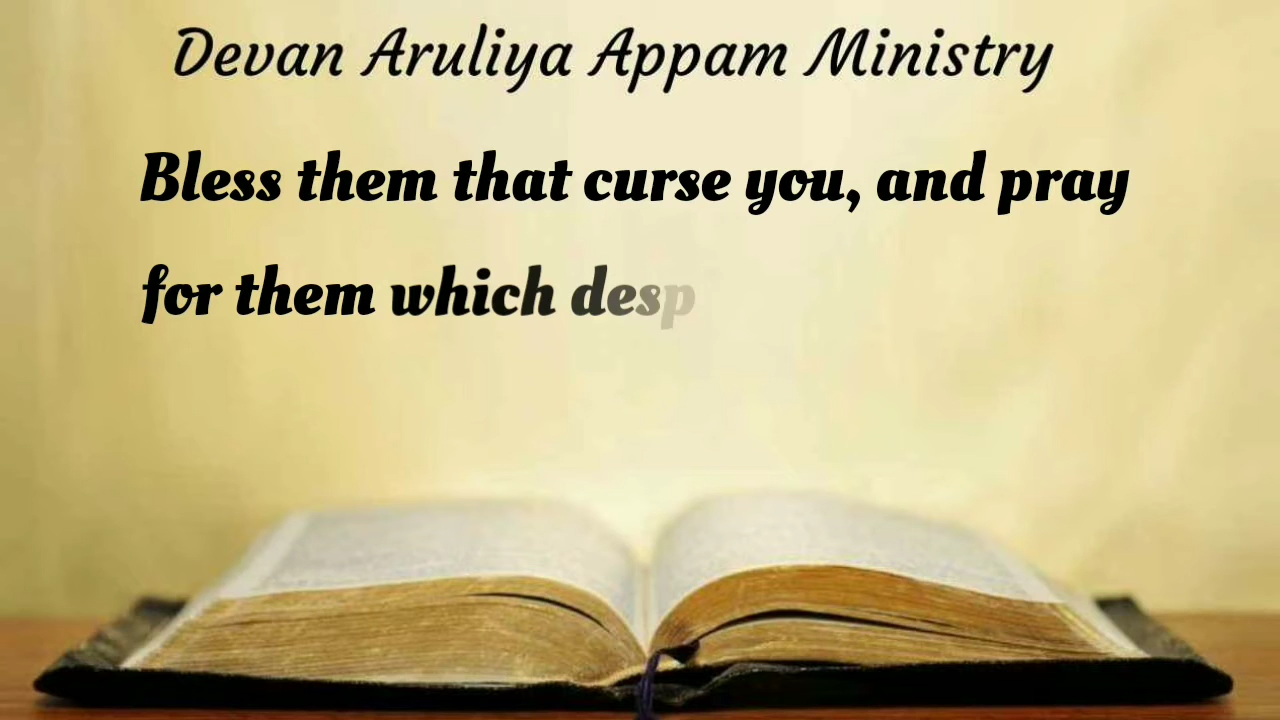 Devan Aruliya Appam Ministry
Bless them that curse you, and pray
for them which desp